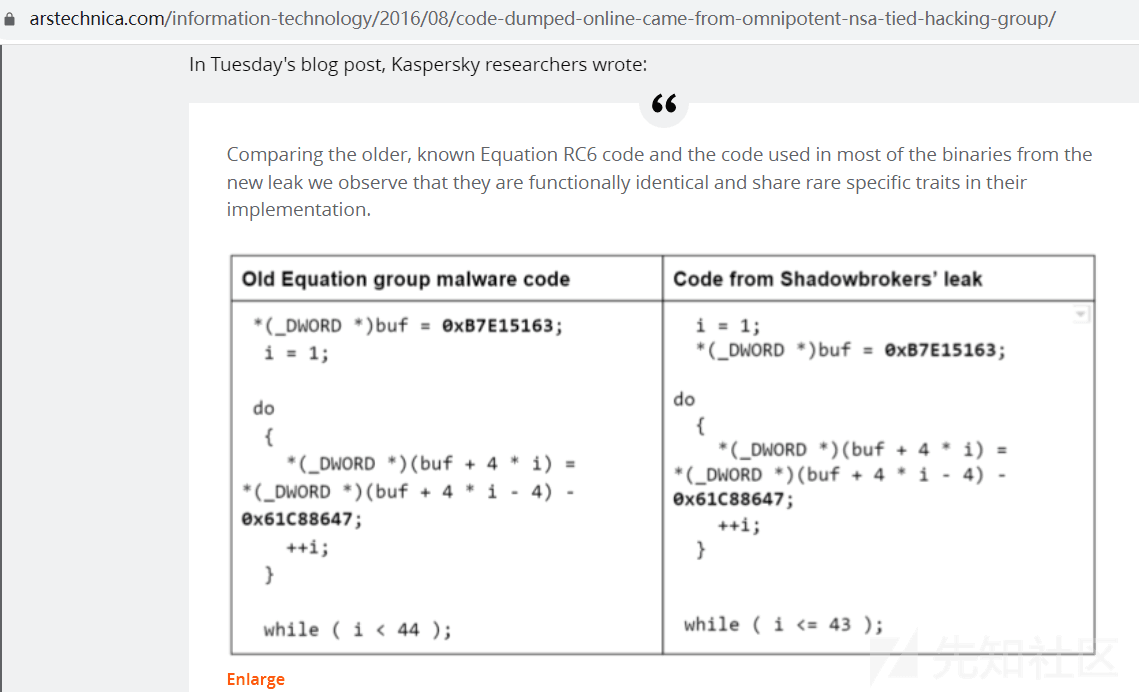 arstechnica.com/information-technology/2016/08/code-dumped-online-came-from-omnipotent-nsa-tied-hacking-group/
In Tuesday's blog post, Kaspersky researchers wrote:
“
Comparing the older, known Equation RC6 code and the code used in most of the binaries from the
new leak we observe that they are functionally identical and share rare specific traits in their
implementation.
Old Equation group malware code
*(_DWORD *)buf = 0xB7E15163;
i = 1;
do
{
*(_DWORD *)(buf + 4 * i) =
*(_DWORD *)(buf + 4 * i - 4) -
0x61C88647;
++i;
}
while ( i < 44 );
Code from Shadowbrokers’ leak
i = 1;
*(_DWORD *)buf = 0xB7E15163;
do
{
*(_DWORD *)(buf + 4 * i) =
*(_DWORD *)(buf + 4 * i - 4) -
0x61C88647;
++i;
}
while ( i <= 43 );
Enlarge
先知社区